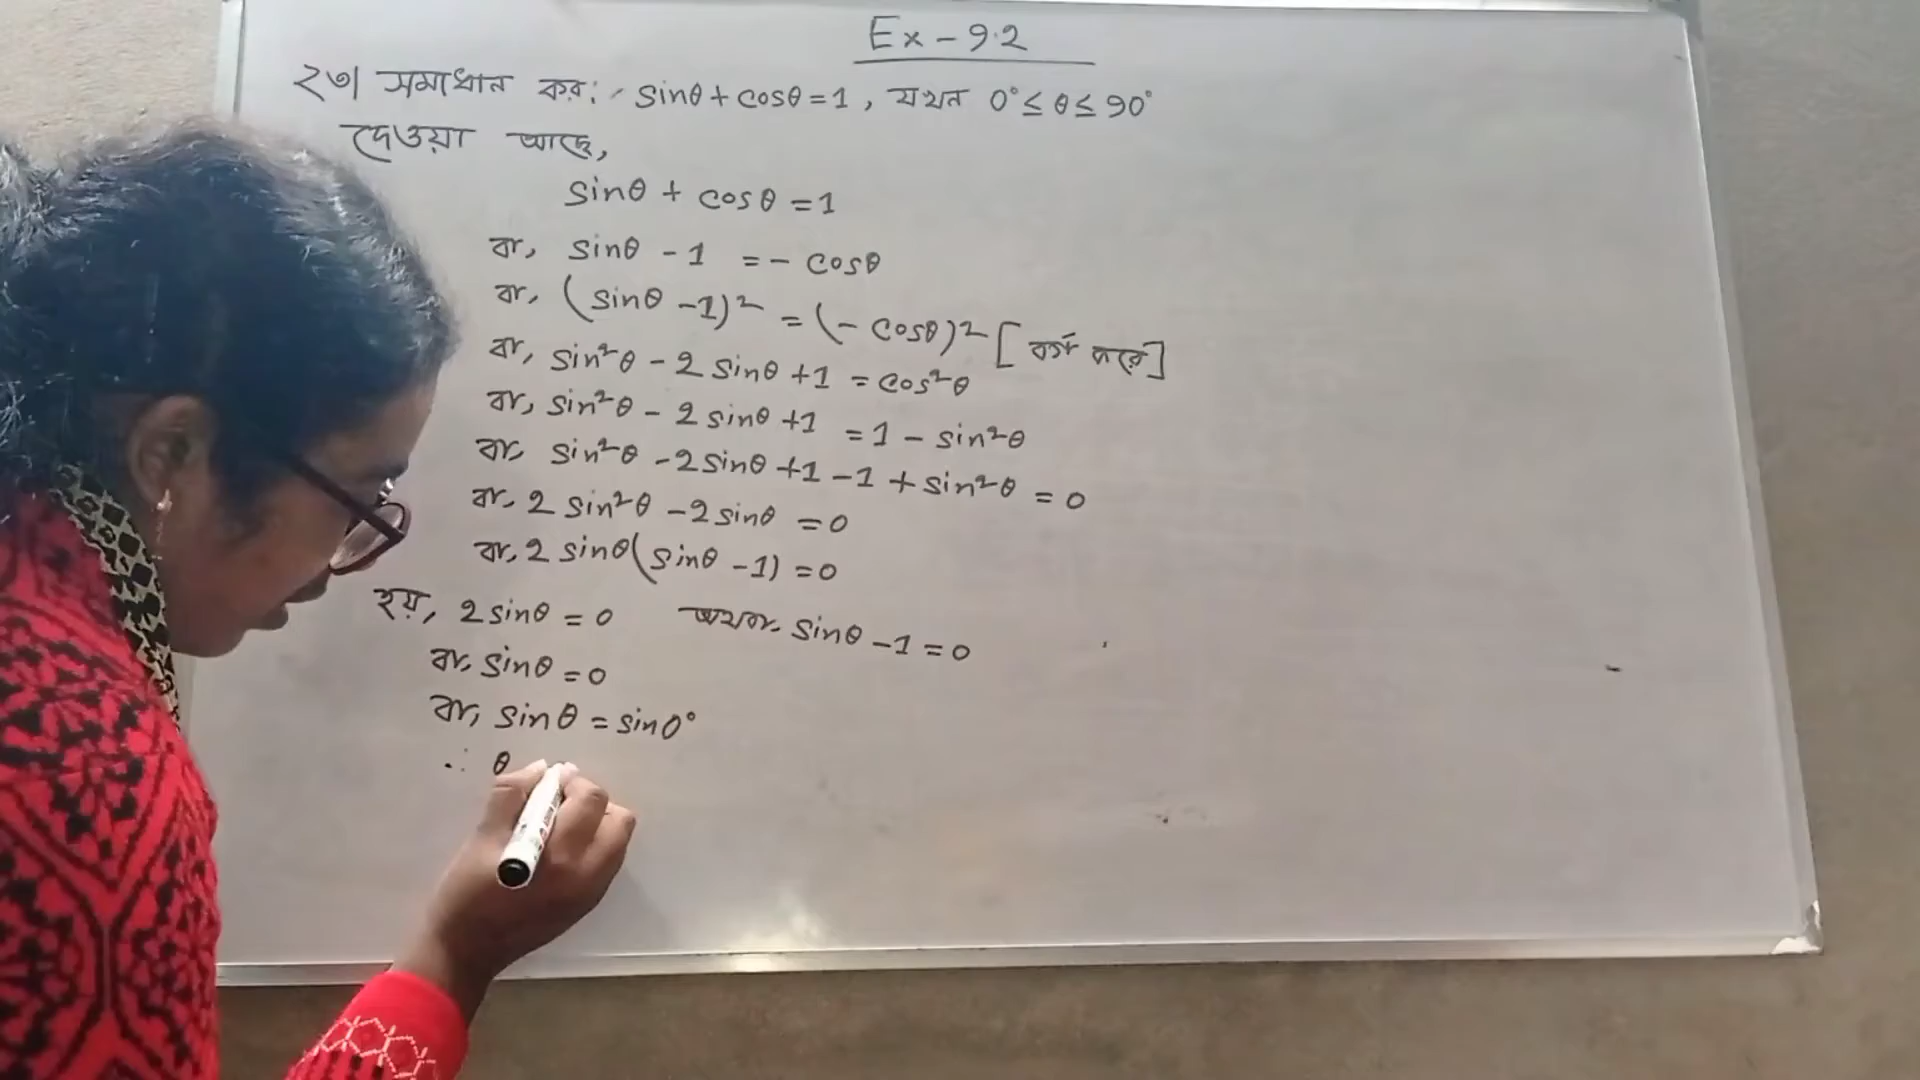 Ex - 9.2
২৩। সমাধান কর:- sinθ + cosθ = 1, যখন 0° ≤ θ ≤ 90°
দেওয়া আছে,
sinθ + cosθ = 1
বা, sinθ - 1 = - cosθ
বা, (sinθ - 1)² = (- cosθ)² [বর্গ করে]
বা, sin²θ - 2 sinθ + 1 = cos²θ
বা, sin²θ - 2 sinθ + 1 = 1 - sin²θ
বা, sin²θ - 2 sinθ + 1 - 1 + sin²θ = 0
বা, 2 sin²θ - 2 sinθ = 0
বা, 2 sinθ (sinθ - 1) = 0
হয়, 2 sinθ = 0 অথবা, sinθ - 1 = 0
বা, sinθ = 0
বা, sinθ = sin0°
∴ θ